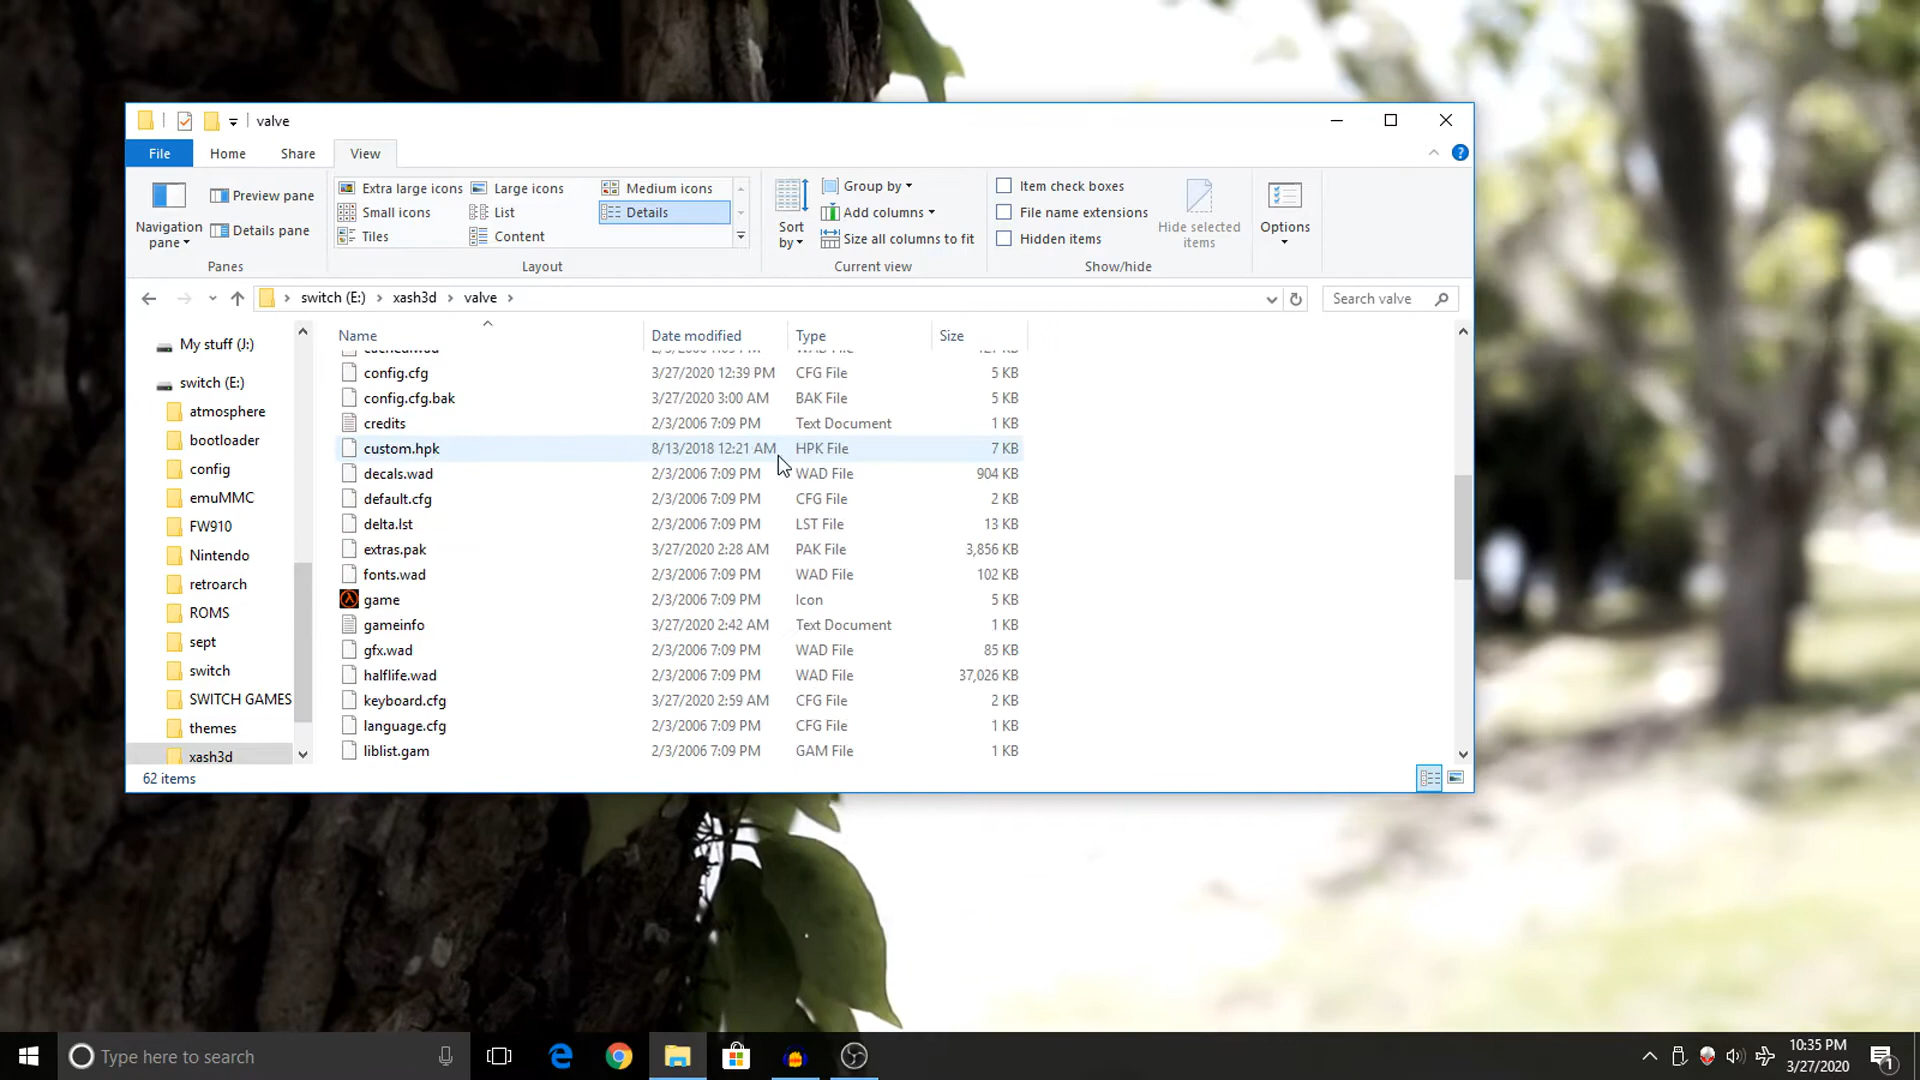 valve
File Home Share View
Navigation pane
Preview pane
Details pane
Panes
Extra large icons Large icons Medium icons
Small icons List Details
Tiles Content
Layout
Sort by
Group by
Add columns
Size all columns to fit
Current view
Item check boxes
File name extensions
Hidden items
Hide selected items
Show/hide
Options
switch (E:) xash3d valve
Search valve
My stuff (J:)
switch (E:)
atmosphere
bootloader
config
emuMMC
FW910
Nintendo
retroarch
ROMS
sept
switch
SWITCH GAMES
themes
xash3d
Name Date modified Type Size
config.cfg 3/27/2020 12:39 PM CFG File 5 KB
config.cfg.bak 3/27/2020 3:00 AM BAK File 5 KB
credits 2/3/2006 7:09 PM Text Document 1 KB
custom.hpk 8/13/2018 12:21 AM HPK File 7 KB
decals.wad 2/3/2006 7:09 PM WAD File 904 KB
default.cfg 2/3/2006 7:09 PM CFG File 2 KB
delta.lst 2/3/2006 7:09 PM LST File 13 KB
extras.pak 3/27/2020 2:28 AM PAK File 3,856 KB
fonts.wad 2/3/2006 7:09 PM WAD File 102 KB
game 2/3/2006 7:09 PM Icon 5 KB
gameinfo 3/27/2020 2:42 AM Text Document 1 KB
gfx.wad 2/3/2006 7:09 PM WAD File 85 KB
halflife.wad 2/3/2006 7:09 PM WAD File 37,026 KB
keyboard.cfg 3/27/2020 2:59 AM CFG File 2 KB
language.cfg 2/3/2006 7:09 PM CFG File 1 KB
liblist.gam 2/3/2006 7:09 PM GAM File 1 KB
62 items
Type here to search
10:35 PM
3/27/2020
1